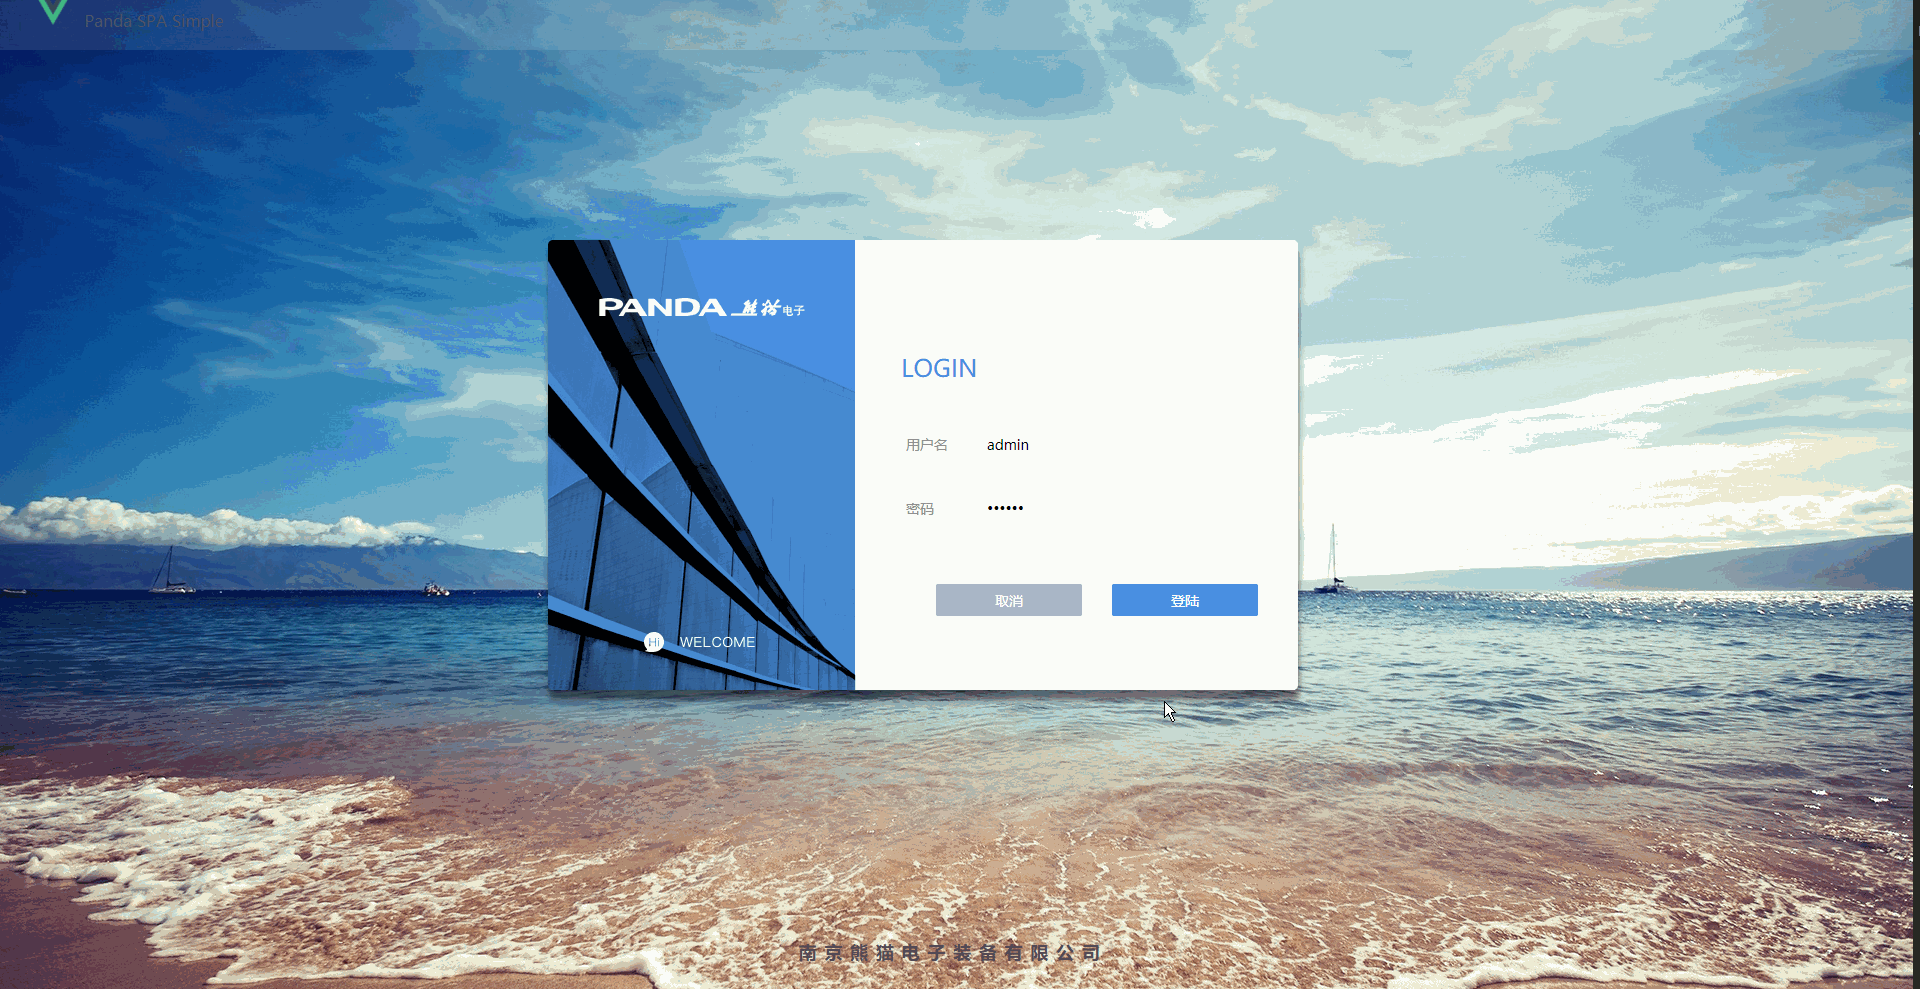 Panda SPA Simple
PANDA 熊猫电子
LOGIN
用户名 admin
密码 ••••••
取消 登陆
Hi WELCOME
南京熊猫电子装备有限公司